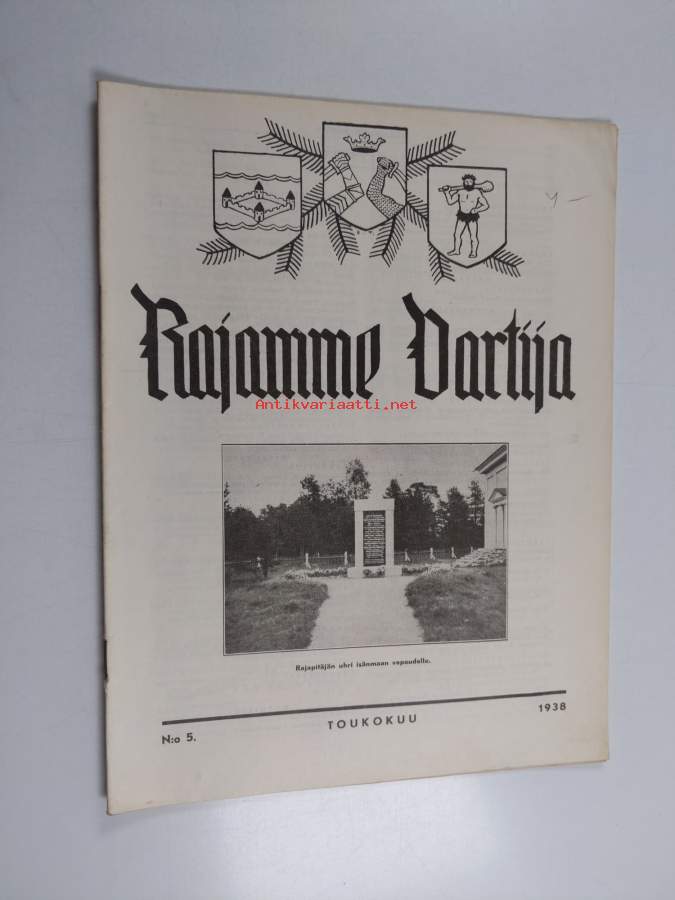 Y —
Rajamme Vartija
Antikvariaatti.net
Rajapitäjän uhri isänmaan vapaudelle.
N:o 5.
TOUKOKUU
1938